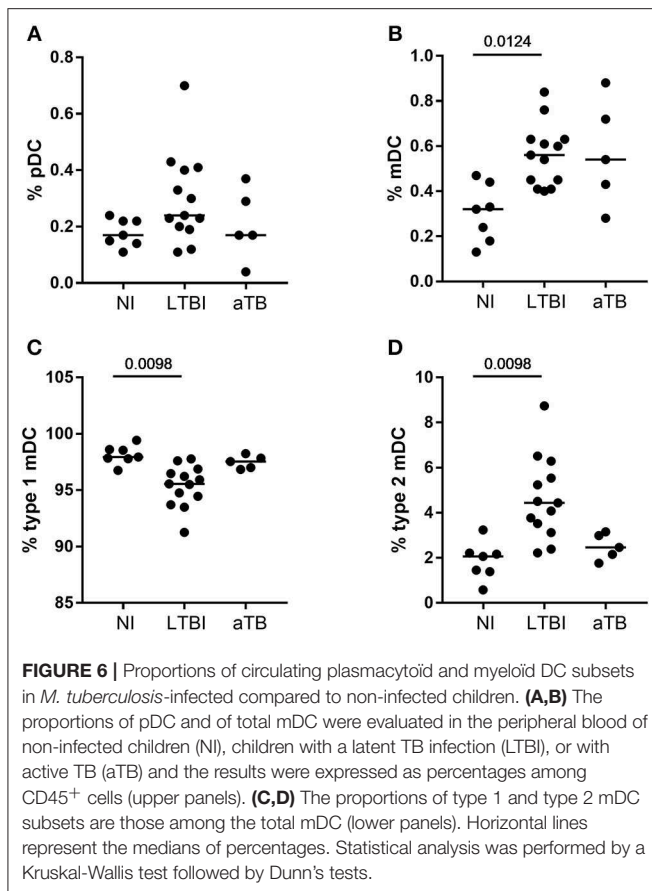 A
0.8
0.6
0.4
0.2
0.0
% pDC
NI LTBI aTB
B
0.0124
1.0
0.8
0.6
0.4
0.2
0.0
% mDC
NI LTBI aTB
C
0.0098
105
100
95
90
85
% type 1 mDC
NI LTBI aTB
D
0.0098
10
8
6
4
2
0
% type 2 mDC
NI LTBI aTB
FIGURE 6 | Proportions of circulating plasmacytoïd and myeloïd DC subsets
in M. tuberculosis-infected compared to non-infected children. (A,B) The
proportions of pDC and of total mDC were evaluated in the peripheral blood of
non-infected children (NI), children with a latent TB infection (LTBI), or with
active TB (aTB) and the results were expressed as percentages among
CD45+ cells (upper panels). (C,D) The proportions of type 1 and type 2 mDC
subsets are those among the total mDC (lower panels). Horizontal lines
represent the medians of percentages. Statistical analysis was performed by a
Kruskal-Wallis test followed by Dunn's tests.